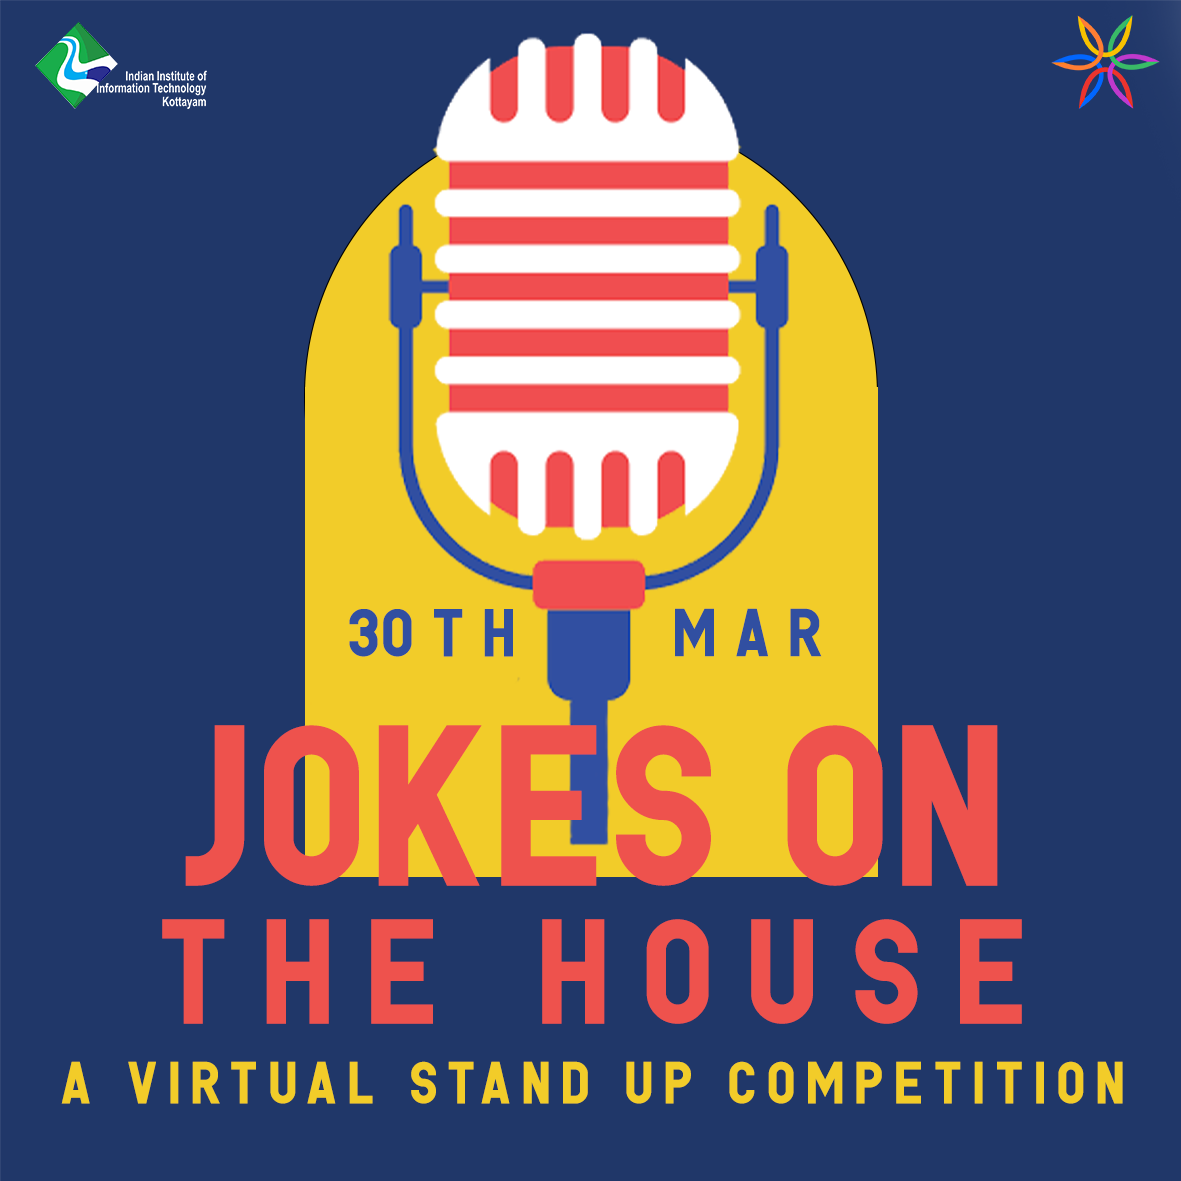 Indian Institute of
Information Technology
Kottayam
30TH MAR
JOKES ON
THE HOUSE
A VIRTUAL STAND UP COMPETITION